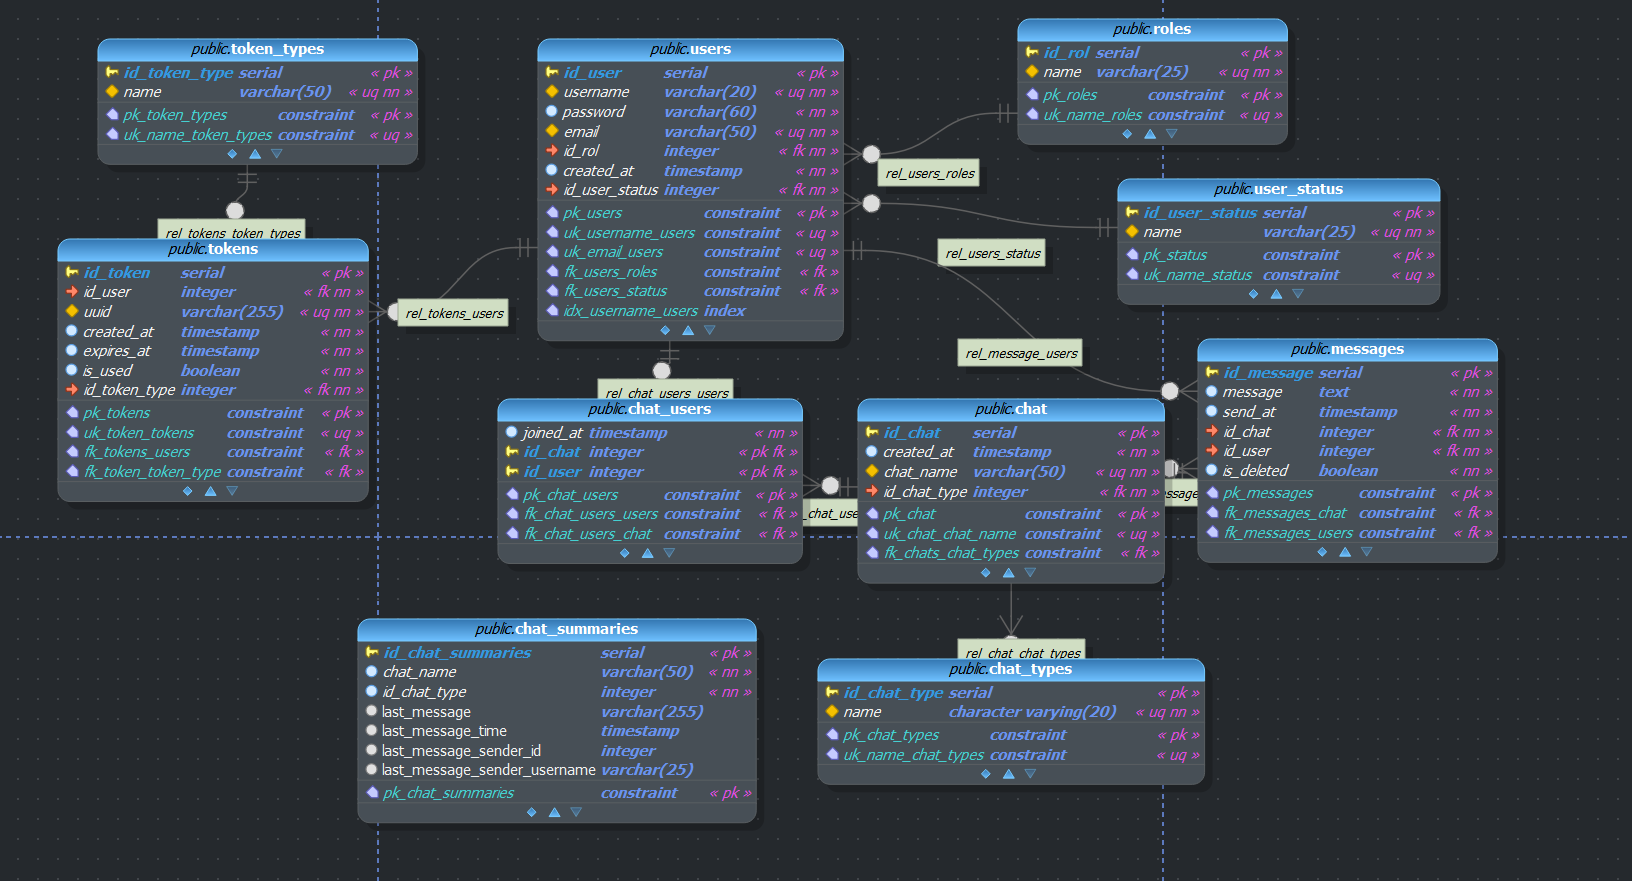 public.token_types
id_token_type serial « pk »
name varchar(50) « uq nn »
pk_token_types constraint « pk »
uk_name_token_types constraint « uq »
rel_tokens_token_types
public.tokens
id_token serial « pk »
id_user integer « fk nn »
uuid varchar(255) « uq nn »
created_at timestamp « nn »
expires_at timestamp « nn »
is_used boolean « nn »
id_token_type integer « fk nn »
pk_tokens constraint « pk »
uk_token_tokens constraint « uq »
fk_tokens_users constraint « fk »
fk_token_token_type constraint « fk »
rel_tokens_users
public.users
id_user serial « pk »
username varchar(20) « uq nn »
password varchar(60) « nn »
email varchar(50) « uq nn »
id_rol integer « fk nn »
created_at timestamp « nn »
id_user_status integer « fk nn »
pk_users constraint « pk »
uk_username_users constraint « uq »
uk_email_users constraint « uq »
fk_users_roles constraint « fk »
fk_users_status constraint « fk »
idx_username_users index
rel_users_roles
public.roles
id_rol serial « pk »
name varchar(25) « uq nn »
pk_roles constraint « pk »
uk_name_roles constraint « uq »
rel_users_status
public.user_status
id_user_status serial « pk »
name varchar(25) « uq nn »
pk_status constraint « pk »
uk_name_status constraint « uq »
rel_message_users
public.messages
id_message serial « pk »
message text « nn »
send_at timestamp « nn »
id_chat integer « fk nn »
id_user integer « fk nn »
is_deleted boolean « nn »
pk_messages constraint « pk »
fk_messages_chat constraint « fk »
fk_messages_users constraint « fk »
rel_chat_users_users
public.chat_users
joined_at timestamp « nn »
id_chat integer « pk fk »
id_user integer « pk fk »
pk_chat_users constraint « pk »
fk_chat_users_users constraint « fk »
fk_chat_users_chat constraint « fk »
_chat_use
public.chat
id_chat serial « pk »
created_at timestamp « nn »
chat_name varchar(50) « uq nn »
id_chat_type integer « fk nn »
pk_chat constraint « pk »
uk_chat_chat_name constraint « uq »
fk_chats_chat_types constraint « fk »
essage
rel_chat_chat_types
public.chat_types
id_chat_type serial « pk »
name character varying(20) « uq nn »
pk_chat_types constraint « pk »
uk_name_chat_types constraint « uq »
public.chat_summaries
id_chat_summaries serial « pk »
chat_name varchar(50) « nn »
id_chat_type integer « nn »
last_message varchar(255)
last_message_time timestamp
last_message_sender_id integer
last_message_sender_username varchar(25)
pk_chat_summaries constraint « pk »